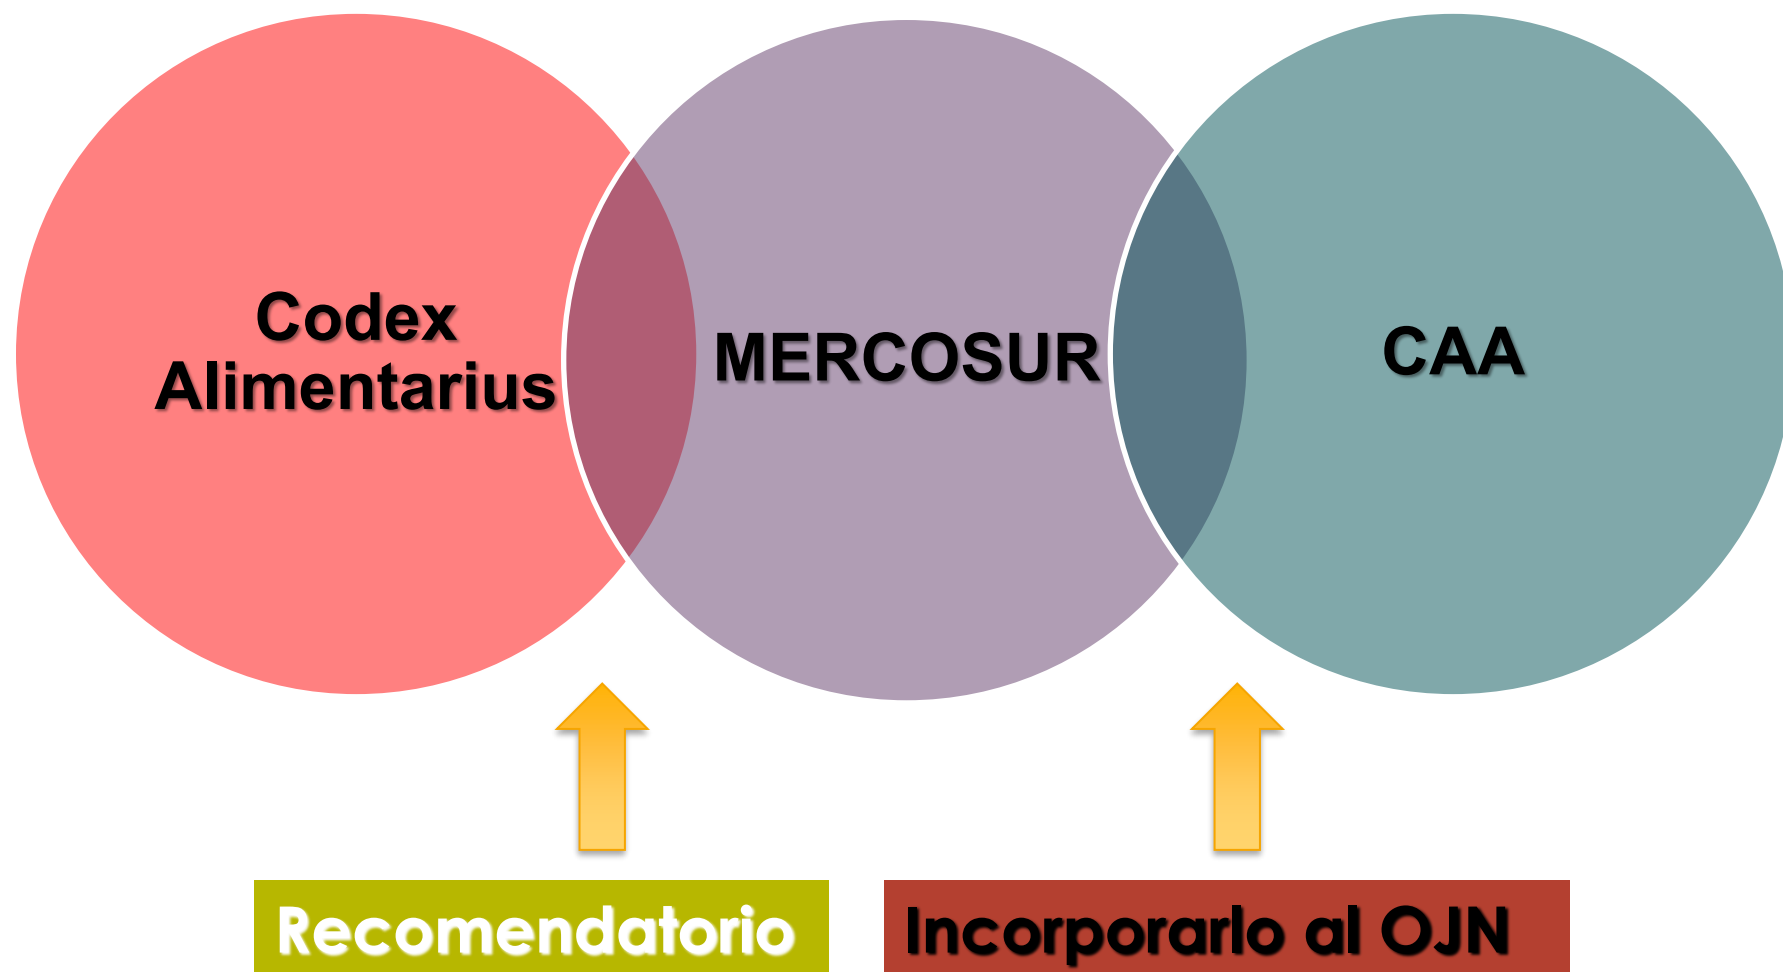 Codex
Alimentarius
MERCOSUR
CAA
Recomendatorio
Incorporarlo al OJN